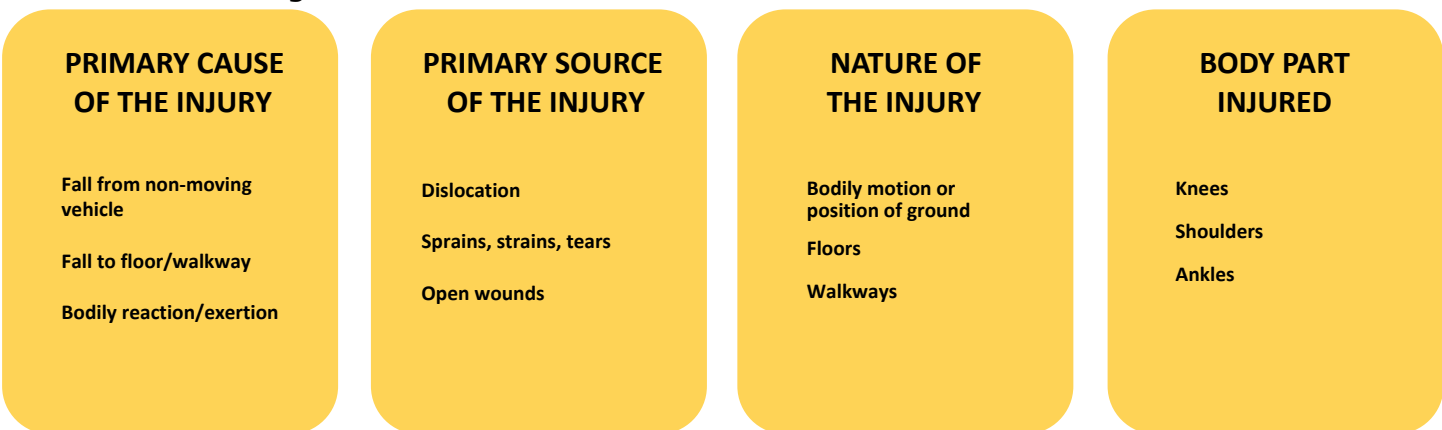 PRIMARY CAUSE
OF THE INJURY
Fall from non-moving
vehicle
Fall to floor/walkway
Bodily reaction/exertion
PRIMARY SOURCE
OF THE INJURY
Dislocation
Sprains, strains, tears
Open wounds
NATURE OF
THE INJURY
Bodily motion or
position of ground
Floors
Walkways
BODY PART
INJURED
Knees
Shoulders
Ankles